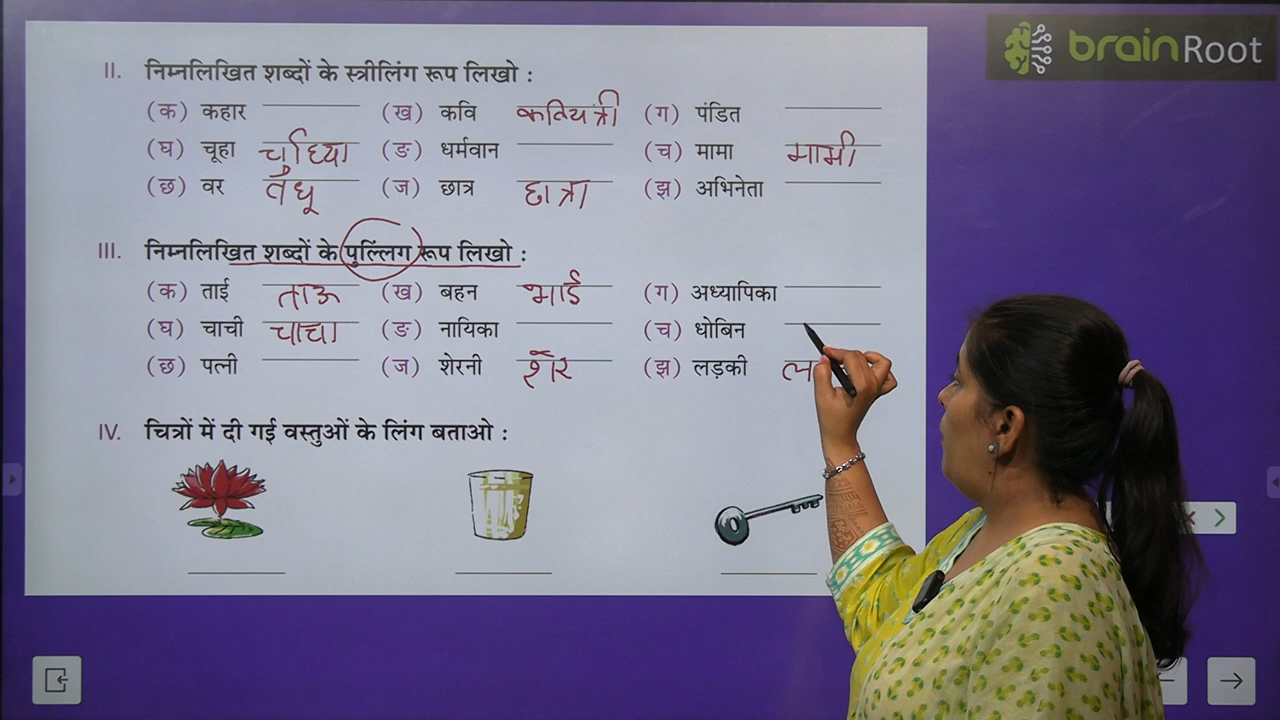 brainRoot
II. निम्नलिखित शब्दों के स्त्रीलिंग रूप लिखो :
(क) कहार (ख) कवि कवियत्री (ग) पंडित
(घ) चूहा चुहिया (ङ) धर्मवान (च) मामा मामी
(छ) वर वधू (ज) छात्र छात्रा (झ) अभिनेता
III. निम्नलिखित शब्दों के पुल्लिंग रूप लिखो :
(क) ताई ताऊ (ख) बहन भाई (ग) अध्यापिका
(घ) चाची चाचा (ङ) नायिका (च) धोबिन
(छ) पत्नी (ज) शेरनी शेर (झ) लड़की ल
IV. चित्रों में दी गई वस्तुओं के लिंग बताओ :